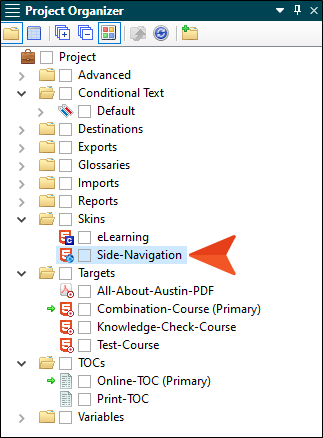 Project Organizer
Project
Advanced
Conditional Text
Default
Destinations
Exports
Glossaries
Imports
Reports
Skins
eLearning
Side-Navigation
Targets
All-About-Austin-PDF
Combination-Course (Primary)
Knowledge-Check-Course
Test-Course
TOCs
Online-TOC (Primary)
Print-TOC
Variables